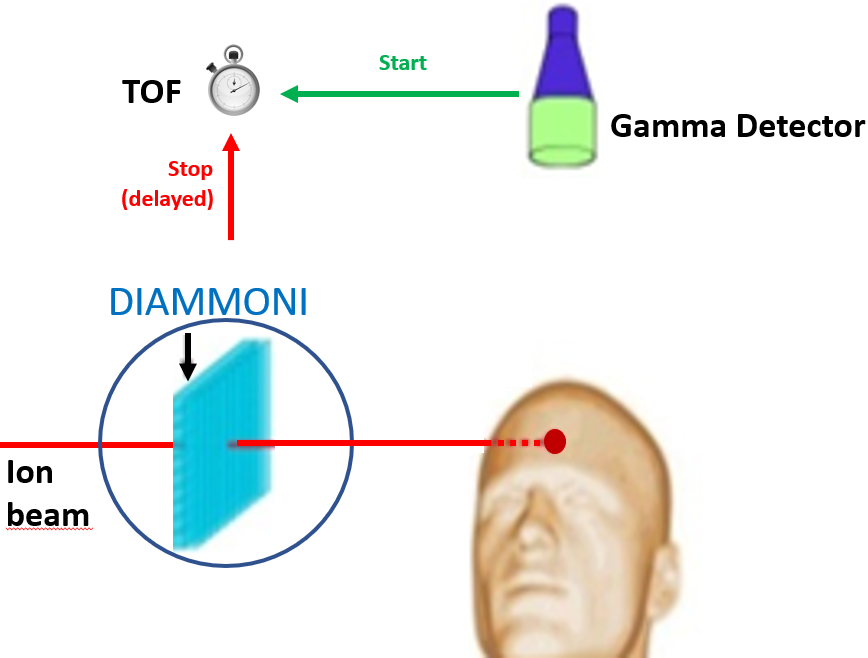 Start
TOF
Gamma Detector
Stop
(delayed)
DIAMMONI
Ion
beam